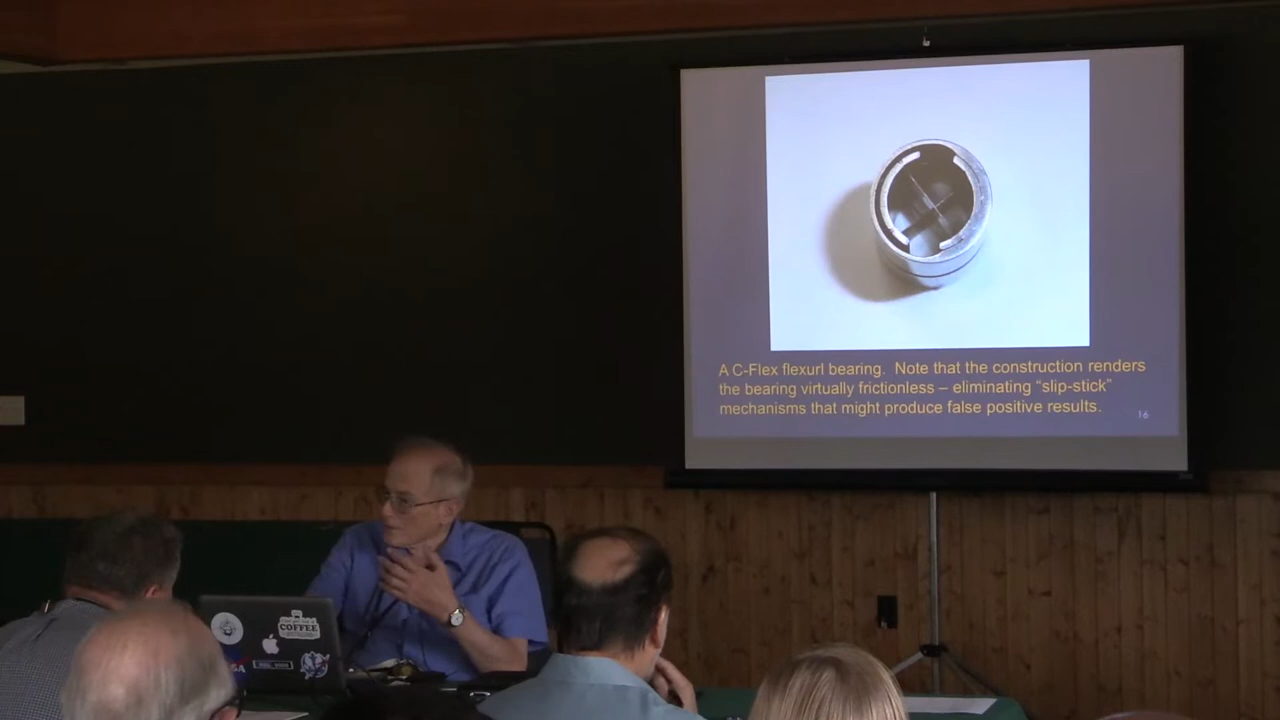 A C-Flex flexurl bearing. Note that the construction renders
the bearing virtually frictionless – eliminating “slip-stick”
mechanisms that might produce false positive results.
16
COFFEE
NASA